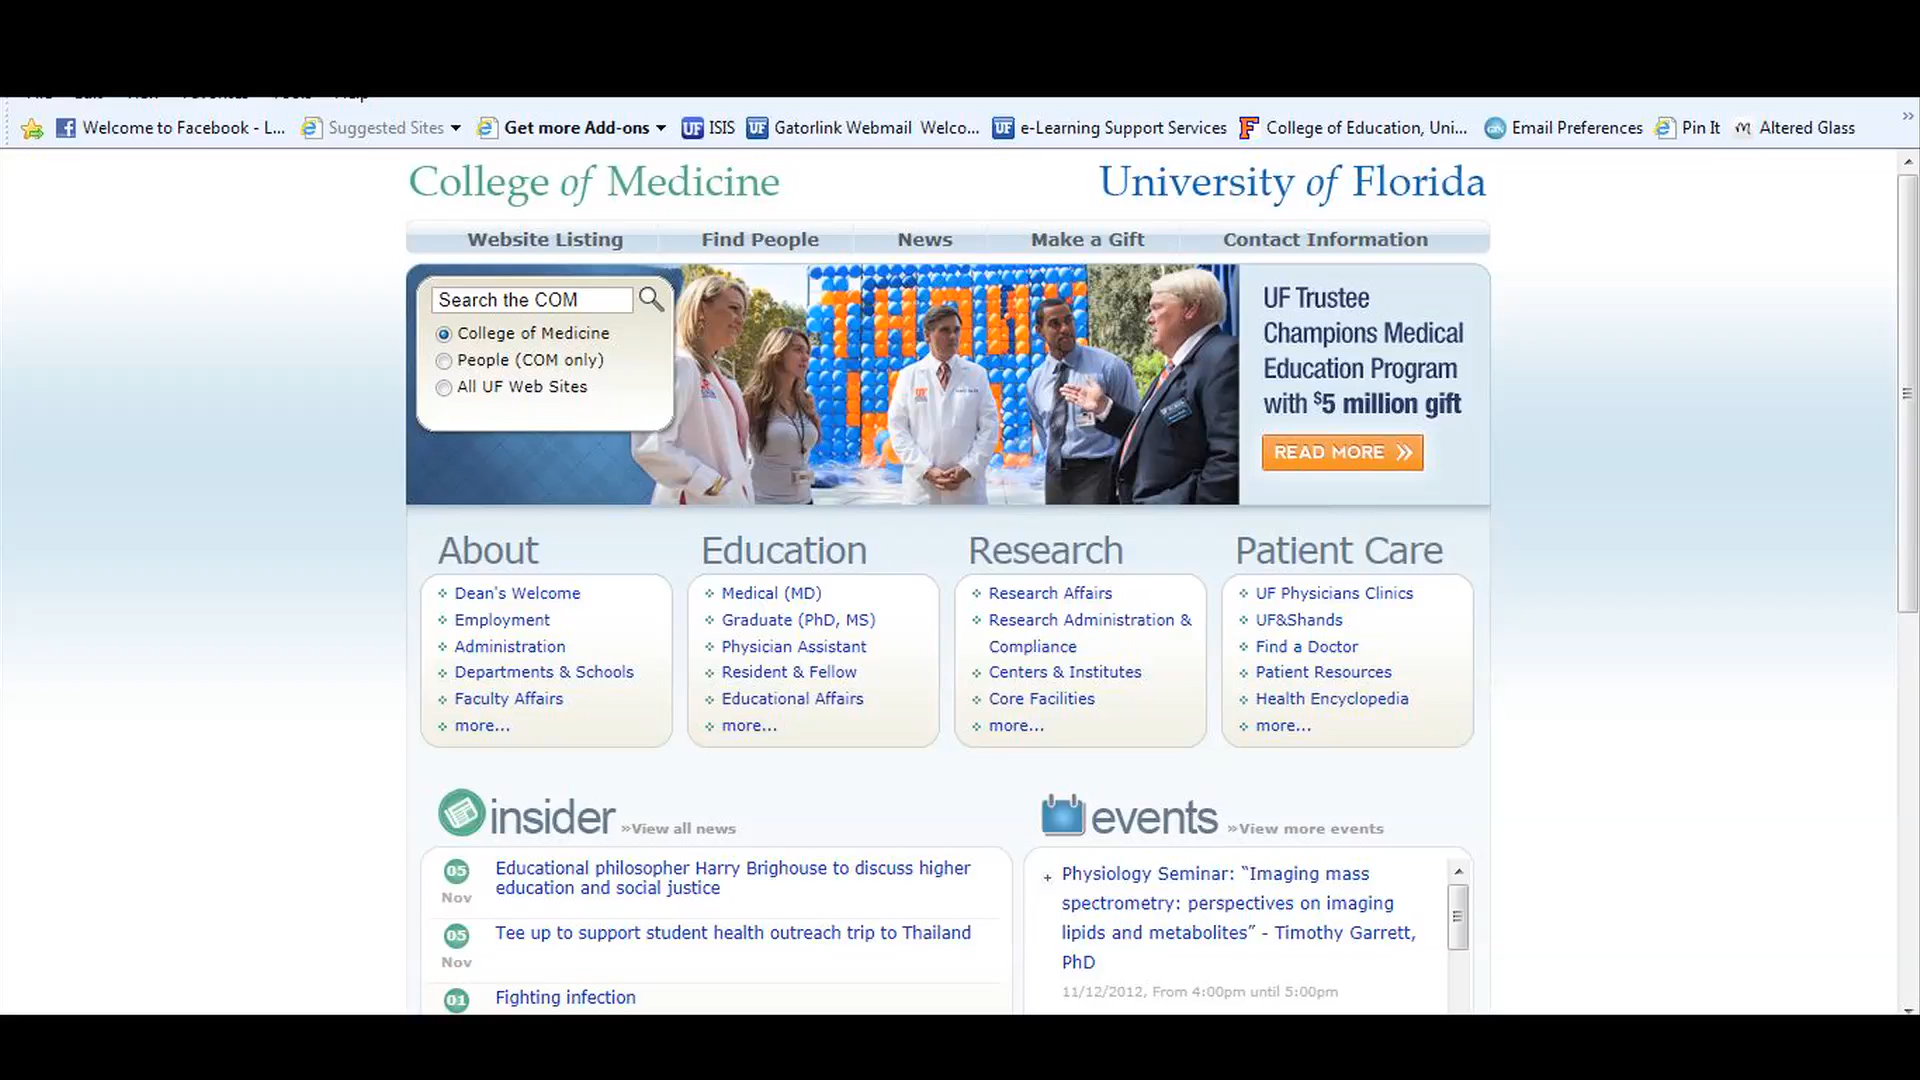 Welcome to Facebook - L... Suggested Sites Get more Add-ons ISIS Gatorlink Webmail Welco... e-Learning Support Services College of Education, Uni... Email Preferences Pin It Altered Glass
College of Medicine University of Florida
Website Listing Find People News Make a Gift Contact Information
Search the COM
College of Medicine
People (COM only)
All UF Web Sites
UF Trustee
Champions Medical
Education Program
with $5 million gift
READ MORE »
About
Dean's Welcome
Employment
Administration
Departments & Schools
Faculty Affairs
more...
Education
Medical (MD)
Graduate (PhD, MS)
Physician Assistant
Resident & Fellow
Educational Affairs
more...
Research
Research Affairs
Research Administration &
Compliance
Centers & Institutes
Core Facilities
more...
Patient Care
UF Physicians Clinics
UF&Shands
Find a Doctor
Patient Resources
Health Encyclopedia
more...
insider »View all news
05 Nov
Educational philosopher Harry Brighouse to discuss higher
education and social justice
05 Nov
Tee up to support student health outreach trip to Thailand
01
Fighting infection
events »View more events
Physiology Seminar: “Imaging mass
spectrometry: perspectives on imaging
lipids and metabolites” - Timothy Garrett,
PhD
11/12/2012, From 4:00pm until 5:00pm